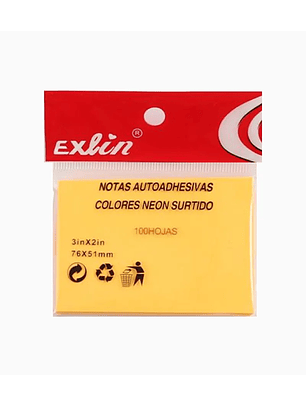 Exlin®
NOTAS AUTOADHESIVAS
COLORES NEON SURTIDO
100HOJAS
3inX2in
76X51mm